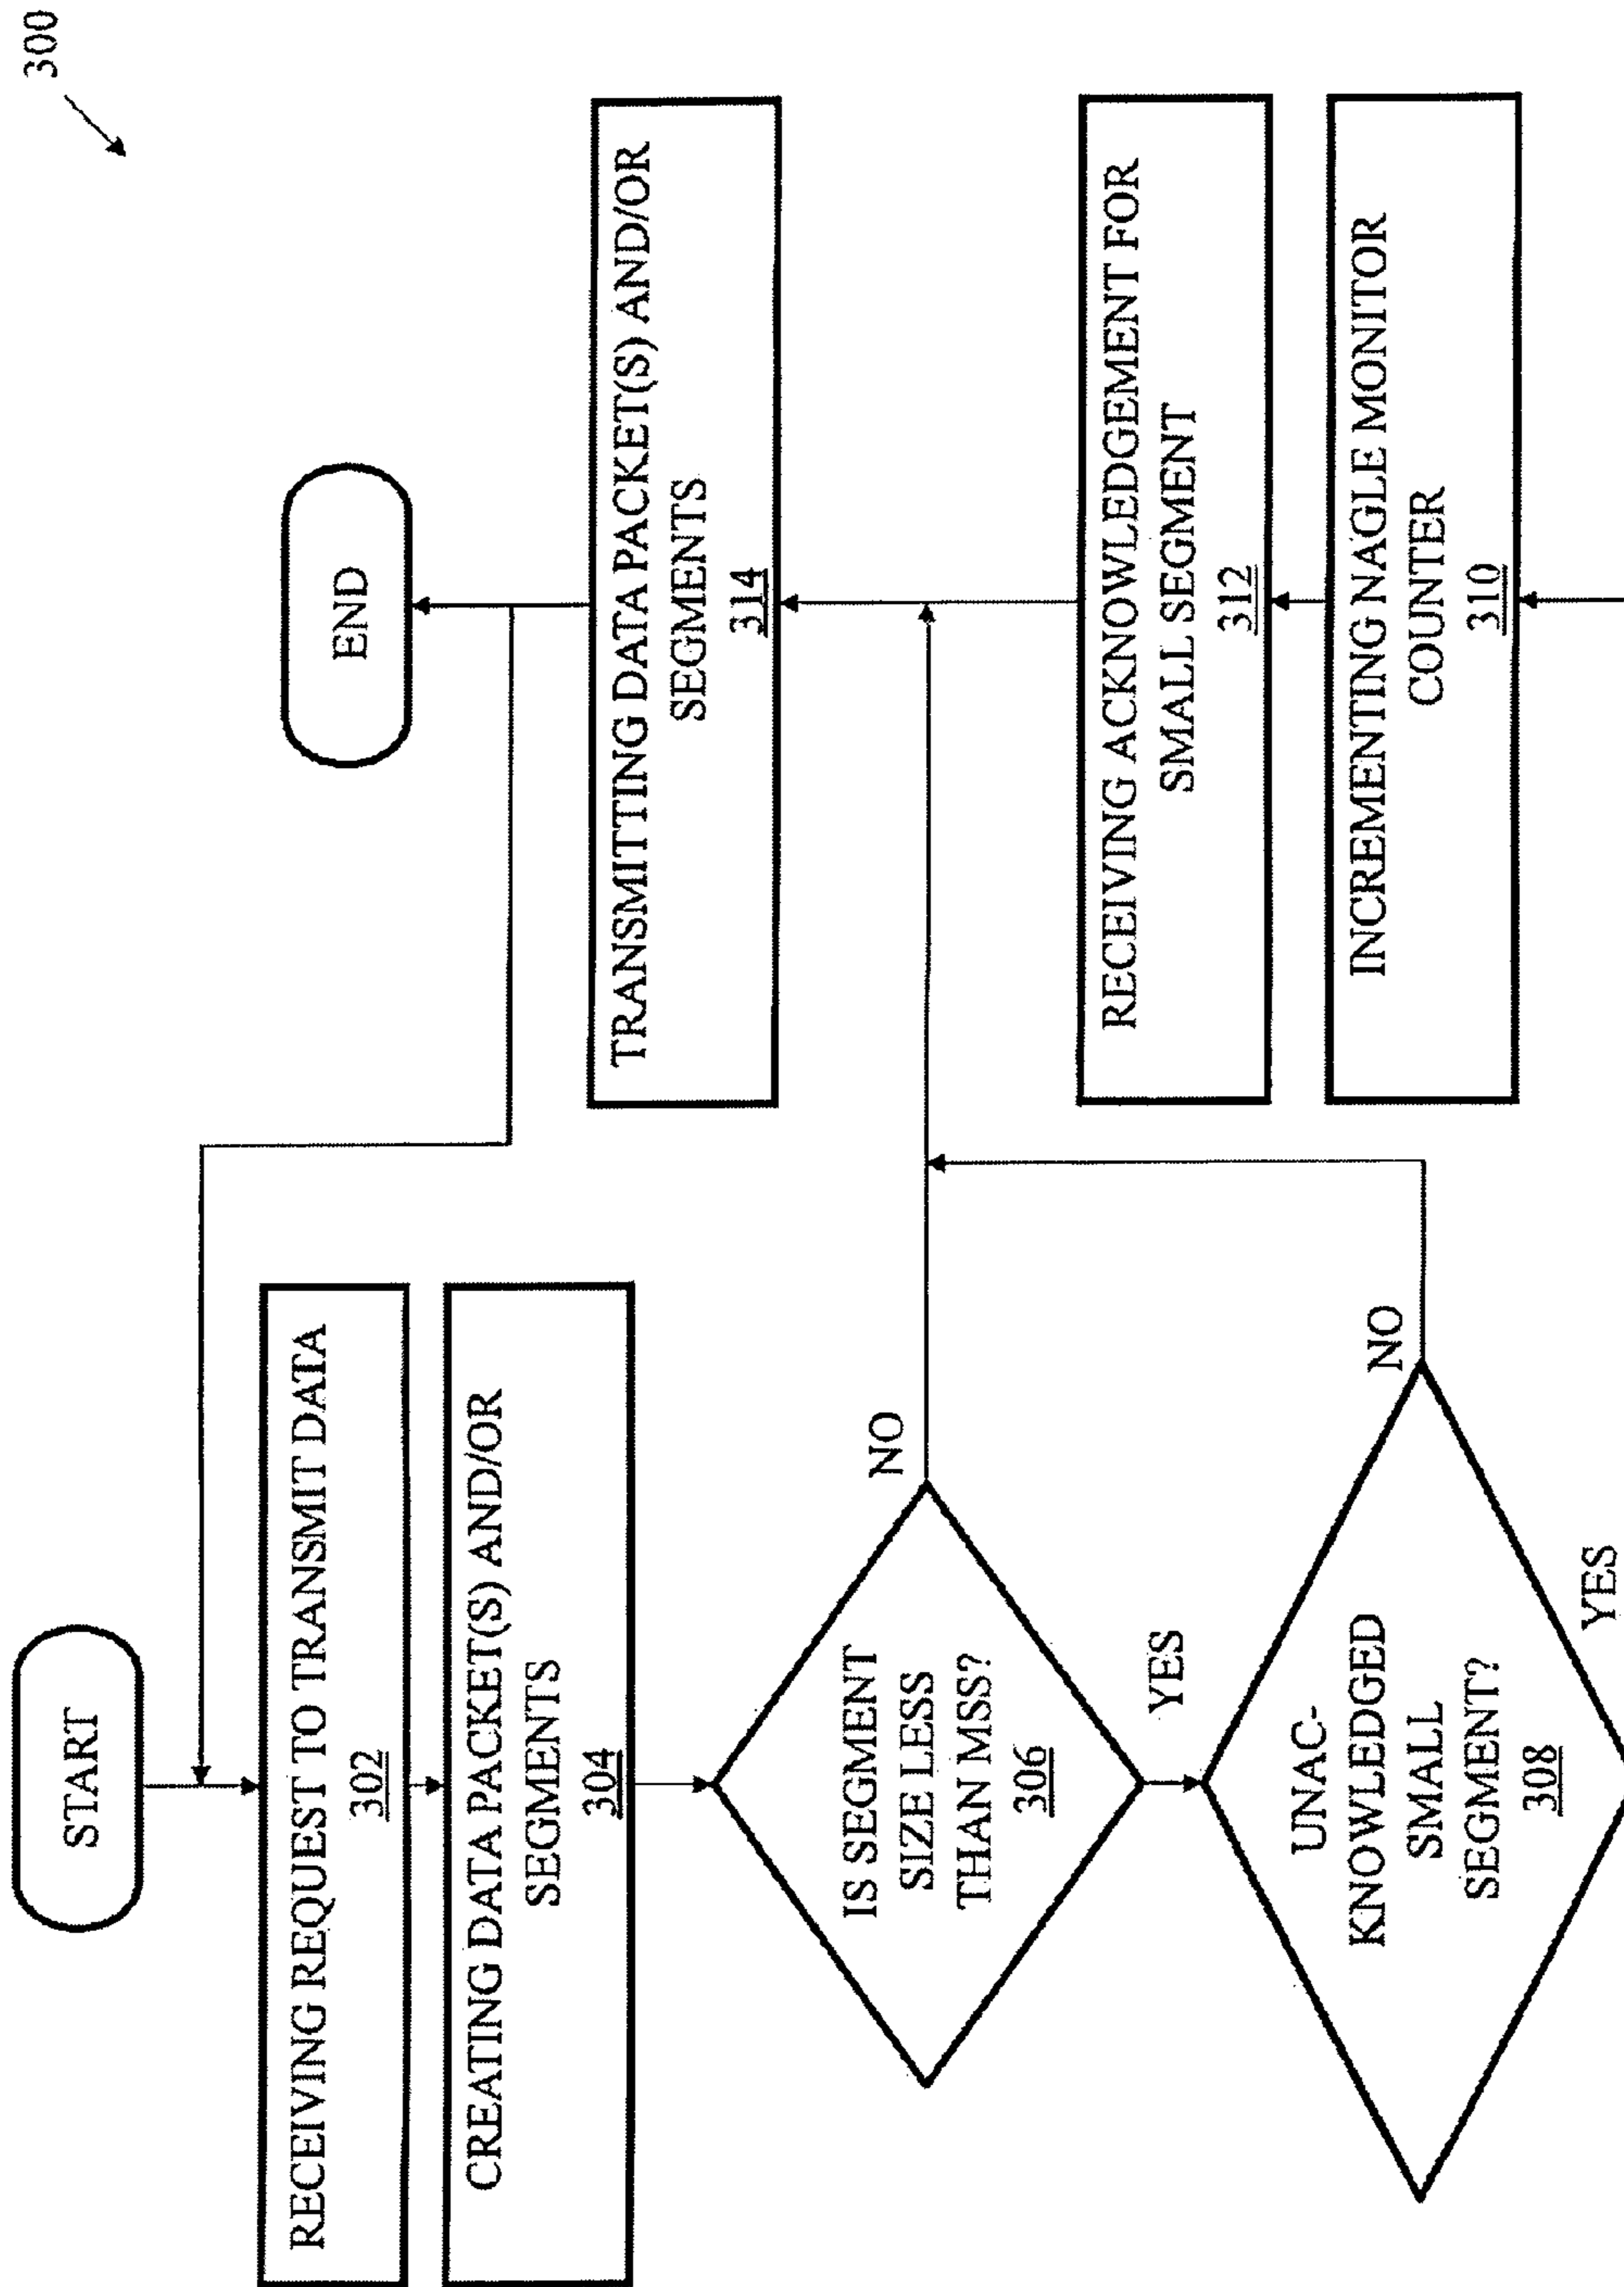 300
START
RECEIVING REQUEST TO TRANSMIT DATA
302
CREATING DATA PACKET(S) AND/OR
SEGMENTS
304
IS SEGMENT
SIZE LESS
THAN MSS?
306
NO
YES
UNAC-
KNOWLEDGED
SMALL
SEGMENT?
308
NO
YES
INCREMENTING NAGLE MONITOR
COUNTER
310
RECEIVING ACKNOWLEDGEMENT FOR
SMALL SEGMENT
312
TRANSMITTING DATA PACKET(S) AND/OR
SEGMENTS
314
END